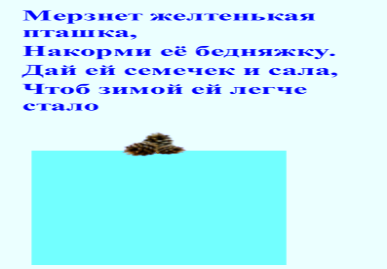 Мерзнет желтенькая
пташка,
Накорми её бедняжку.
Дай ей семечек и сала,
Чтоб зимой ей легче
стало